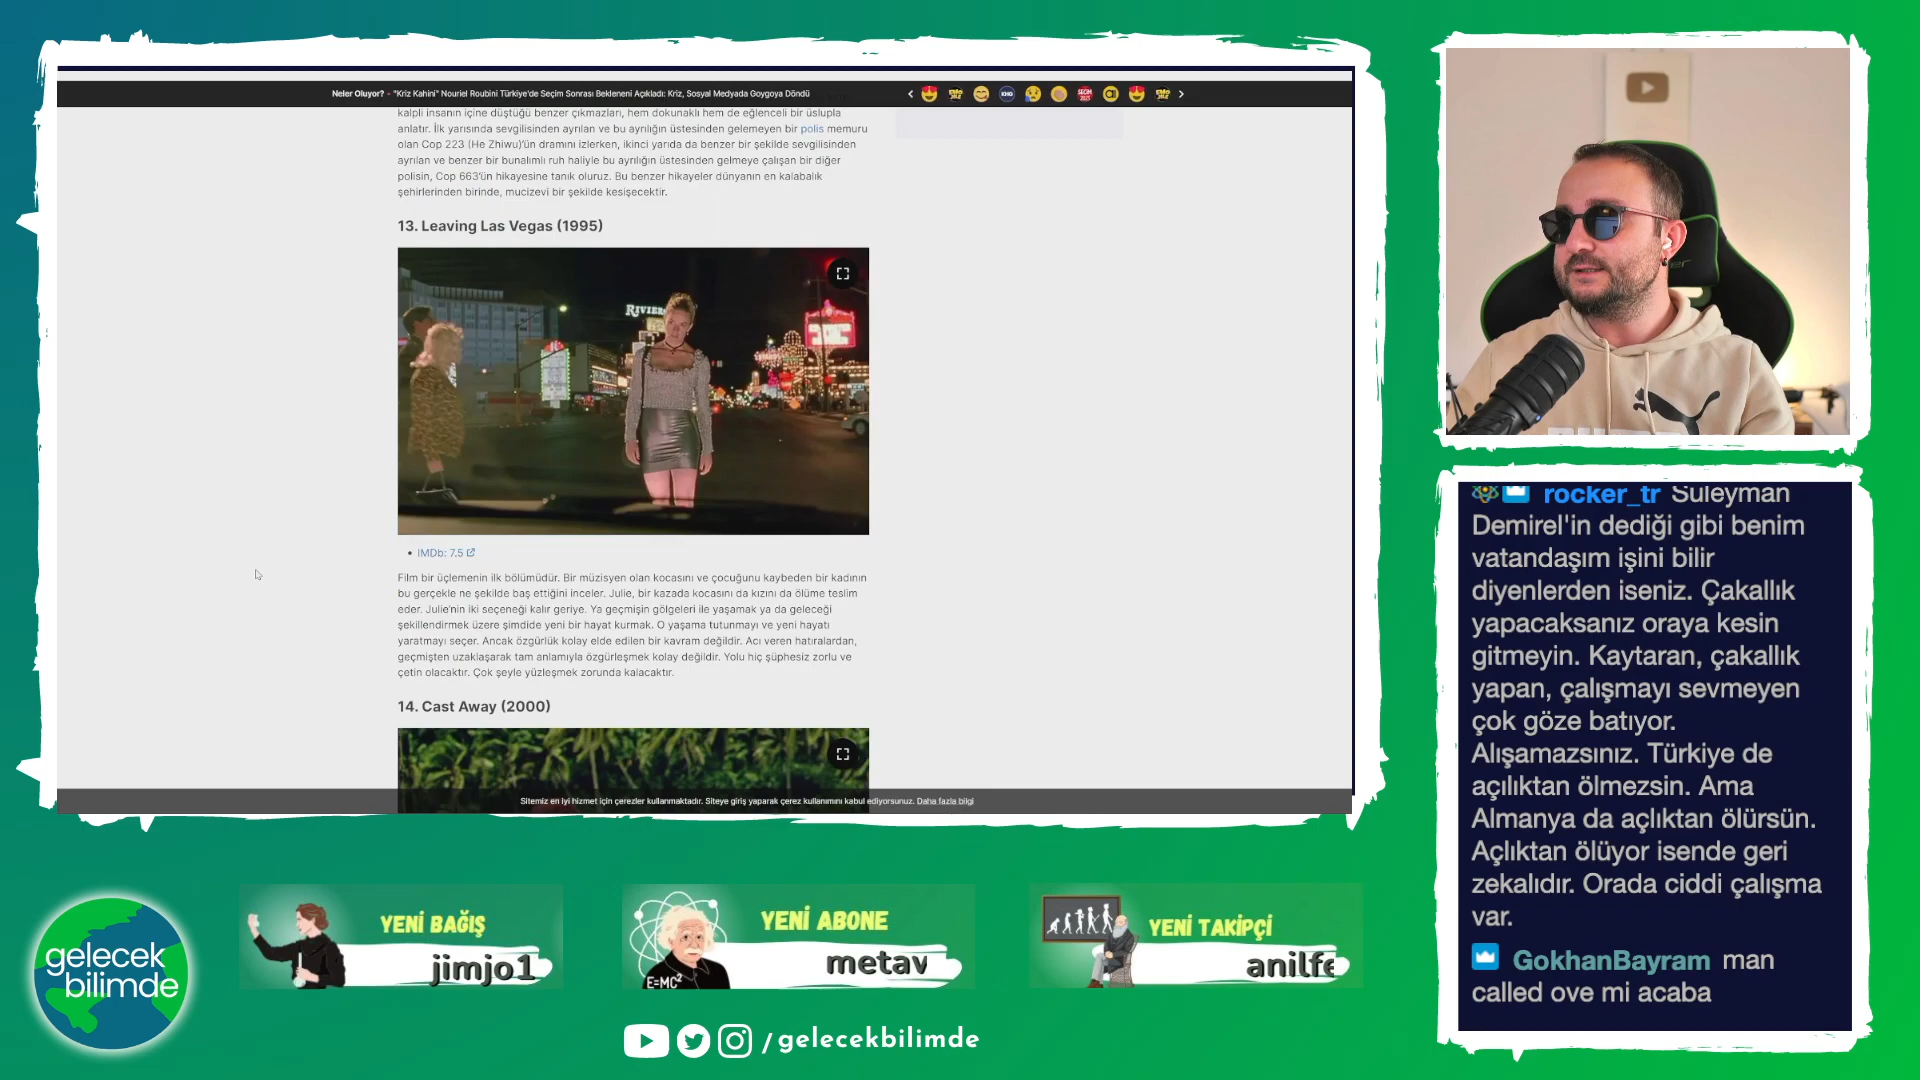 Neler Oluyor? - "Kriz Kahini" Nouriel Roubini Türkiye'de Seçim Sonrası Bekleneni Açıkladı: Kriz, Sosyal Medyada Goygoya Döndü
kalpli insanın içine düştüğü benzer çıkmazları, hem dokunaklı hem de eğlenceli bir üslupla
anlatır. İlk yarısında sevgilisinden ayrılan ve bu ayrılığın üstesinden gelemeyen bir polis memuru
olan Cop 223 (He Zhiwu)'ün dramını izlerken, ikinci yarıda da benzer bir şekilde sevgilisinden
ayrılan ve benzer bir bunalımlı ruh haliyle bu ayrılığın üstesinden gelmeye çalışan bir diğer
polisin, Cop 663'ün hikayesine tanık oluruz. Bu benzer hikayeler dünyanın en kalabalık
şehirlerinden birinde, mucizevi bir şekilde kesişecektir.
13. Leaving Las Vegas (1995)
RIVIERA
• IMDb: 7.5
Film bir üçlemenin ilk bölümüdür. Bir müzisyen olan kocasını ve çocuğunu kaybeden bir kadının
bu gerçekle ne şekilde baş ettiğini inceler. Julie, bir kazada kocasını da kızını da ölüme teslim
eder. Julie'nin iki seçeneği kalır geriye. Ya geçmişin gölgeleri ile yaşamak ya da geleceği
şekillendirmek üzere şimdide yeni bir hayat kurmak. O yaşama tutunmayı ve yeni hayatı
yaratmayı seçer. Ancak özgürlük kolay elde edilen bir kavram değildir. Acı veren hatıralardan,
geçmişten uzaklaşarak tam anlamıyla özgürleşmek kolay değildir. Yolu hiç şüphesiz zorlu ve
çetin olacaktır. Çok şeyle yüzleşmek zorunda kalacaktır.
14. Cast Away (2000)
Sitemiz en iyi hizmet için çerezler kullanmaktadır. Siteye giriş yaparak çerez kullanımını kabul ediyorsunuz. Daha fazla bilgi
rocker_tr Süleyman
Demirel'in dediği gibi benim
vatandaşım işini bilir
diyenlerden iseniz. Çakallık
yapacaksanız oraya kesin
gitmeyin. Kaytaran, çakallık
yapan, çalışmayı sevmeyen
çok göze batıyor.
Alışamazsınız. Türkiye de
açılıktan ölmezsin. Ama
Almanya da açlıktan ölürsün.
Açlıktan ölüyor isende geri
zekalıdır. Orada ciddi çalışma
var.
GokhanBayram man
called ove mi acaba
gelecek
bilimde
YENİ BAĞIŞ
jimjo1
YENİ ABONE
metav
E=MC²
YENİ TAKİPÇİ
anilfe
/gelecekbilimde